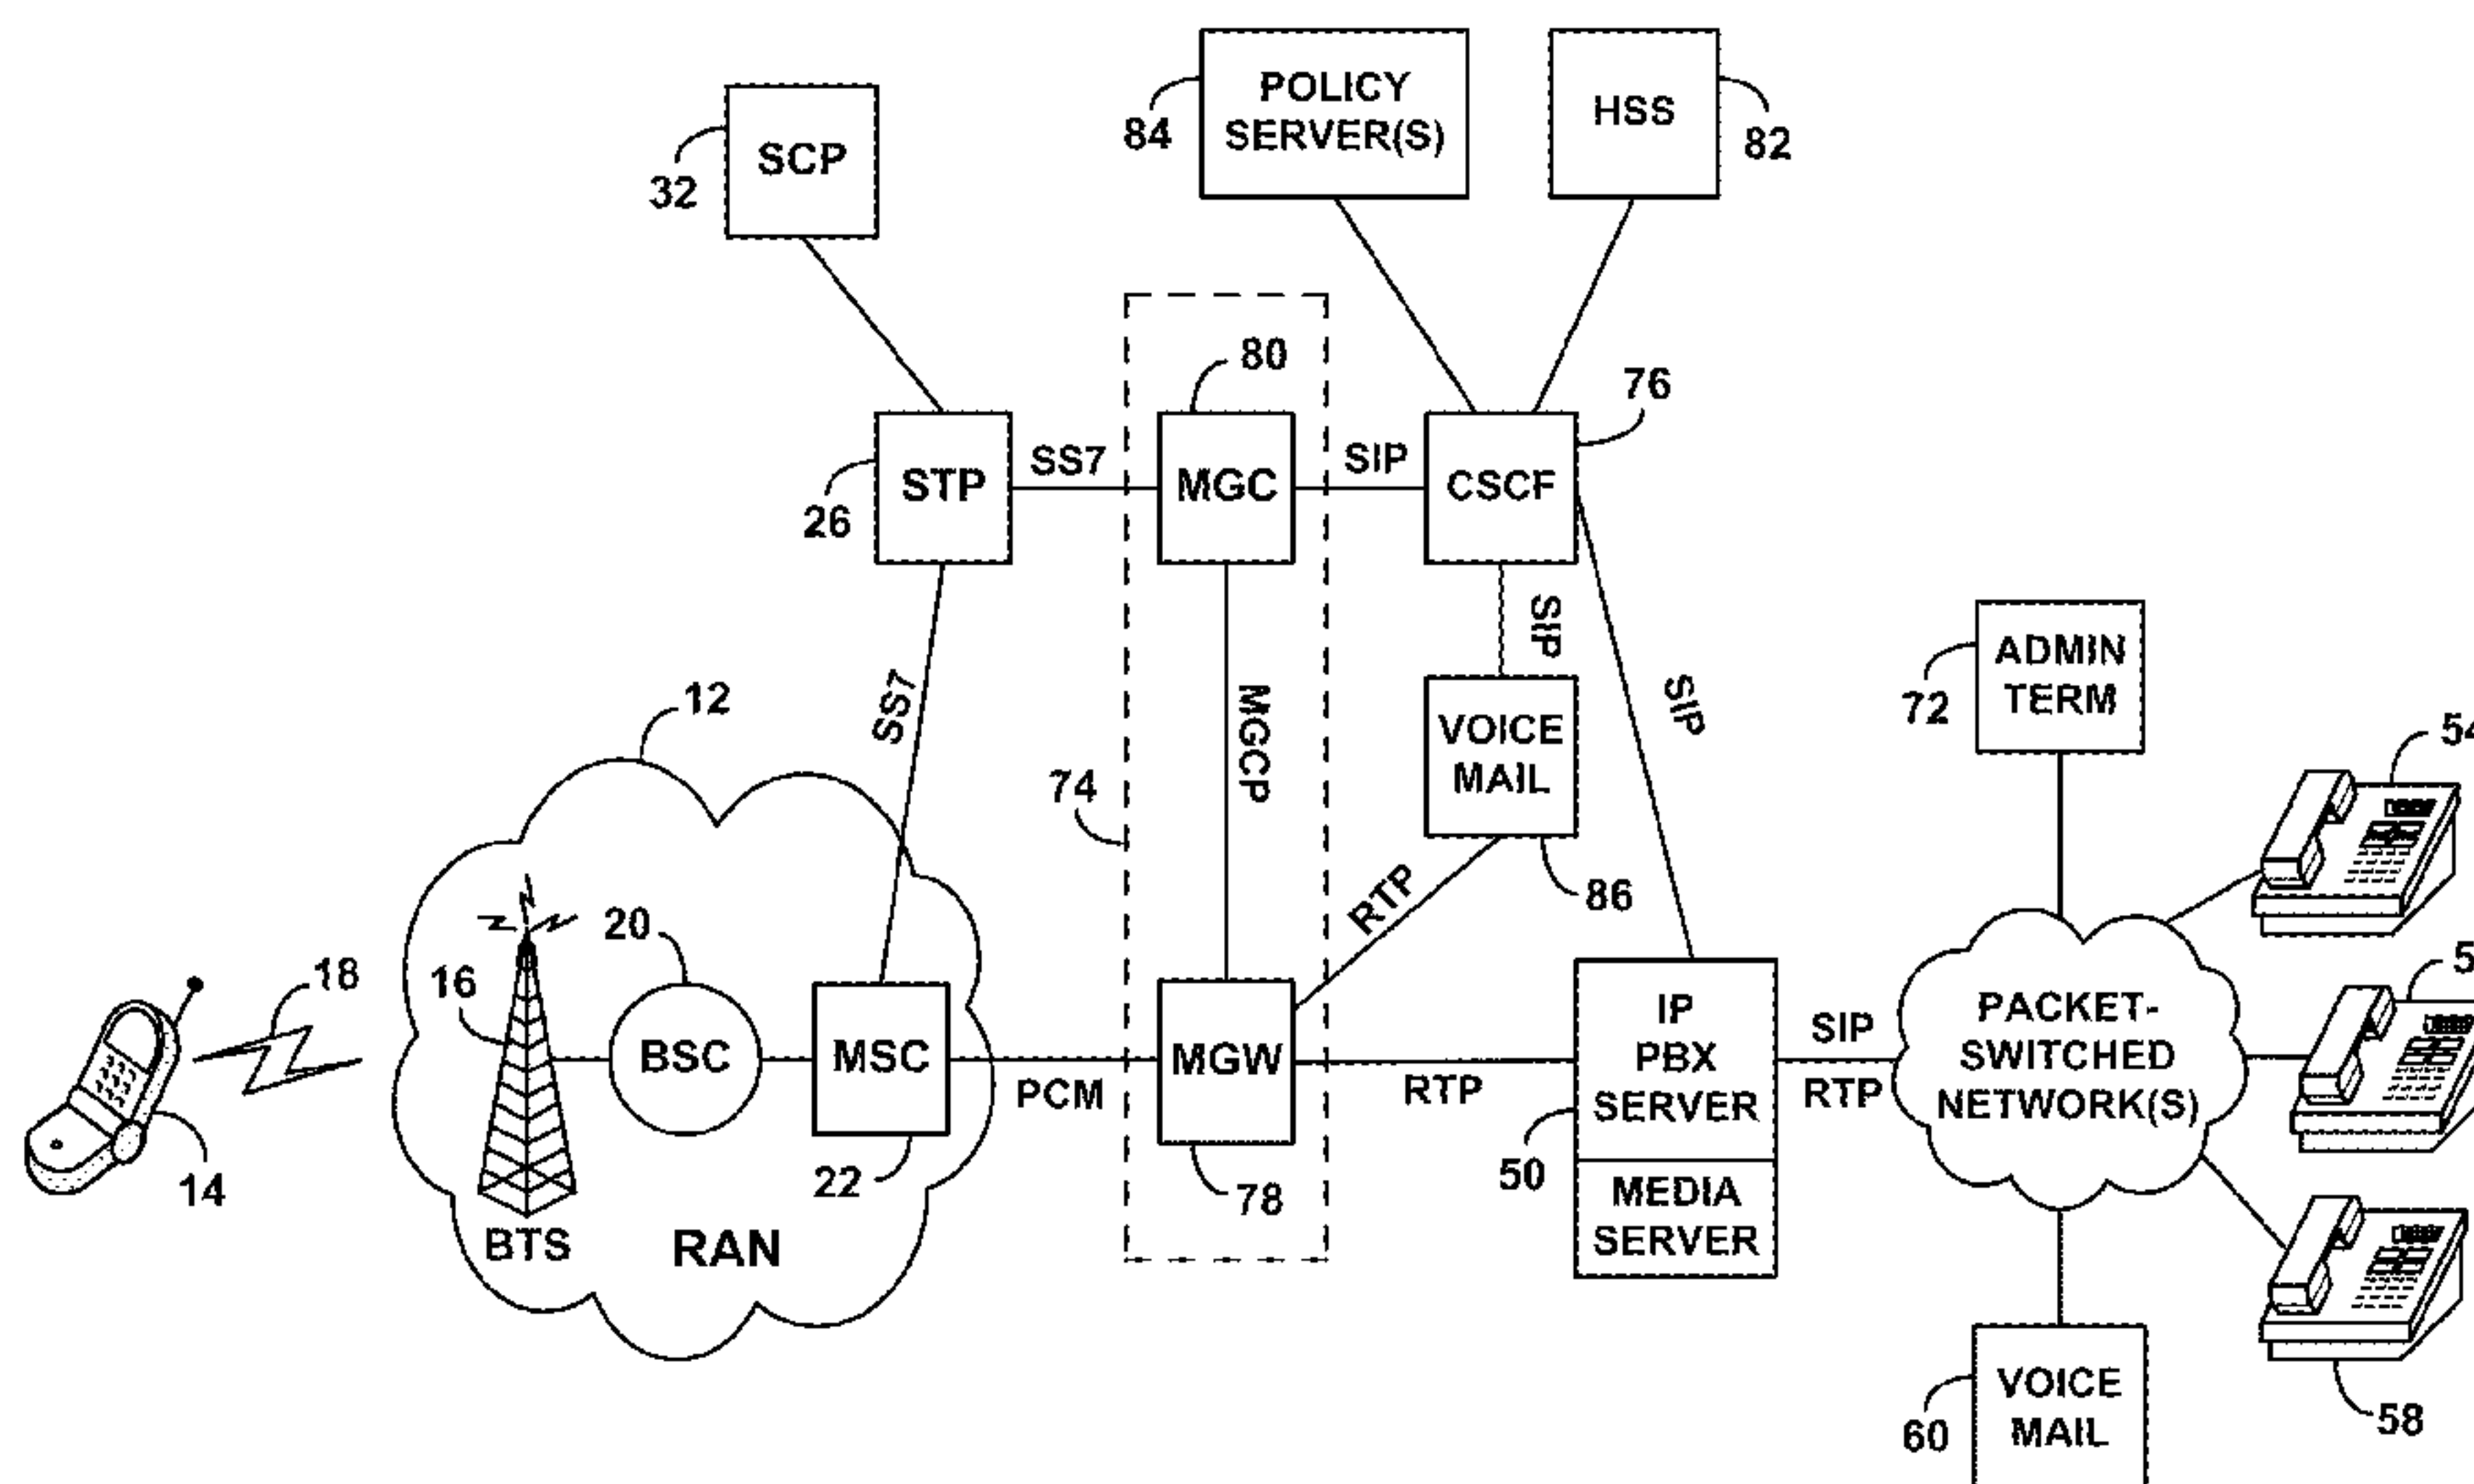 POLICY
SERVER(S)
84
HSS
82
SCP
32
80
76
STP
26
SS7
MGC
SIP
CSCF
SIP
SIP
ADMIN
TERM
72
VOICE
MAIL
86
54
12
SS7
74
MGCP
RTP
18
16
20
BSC
MSC
22
PCM
MGW
78
RTP
IP
PBX
SERVER
50
MEDIA
SERVER
SIP
RTP
PACKET-
SWITCHED
NETWORK(S)
14
BTS
RAN
VOICE
MAIL
60
58